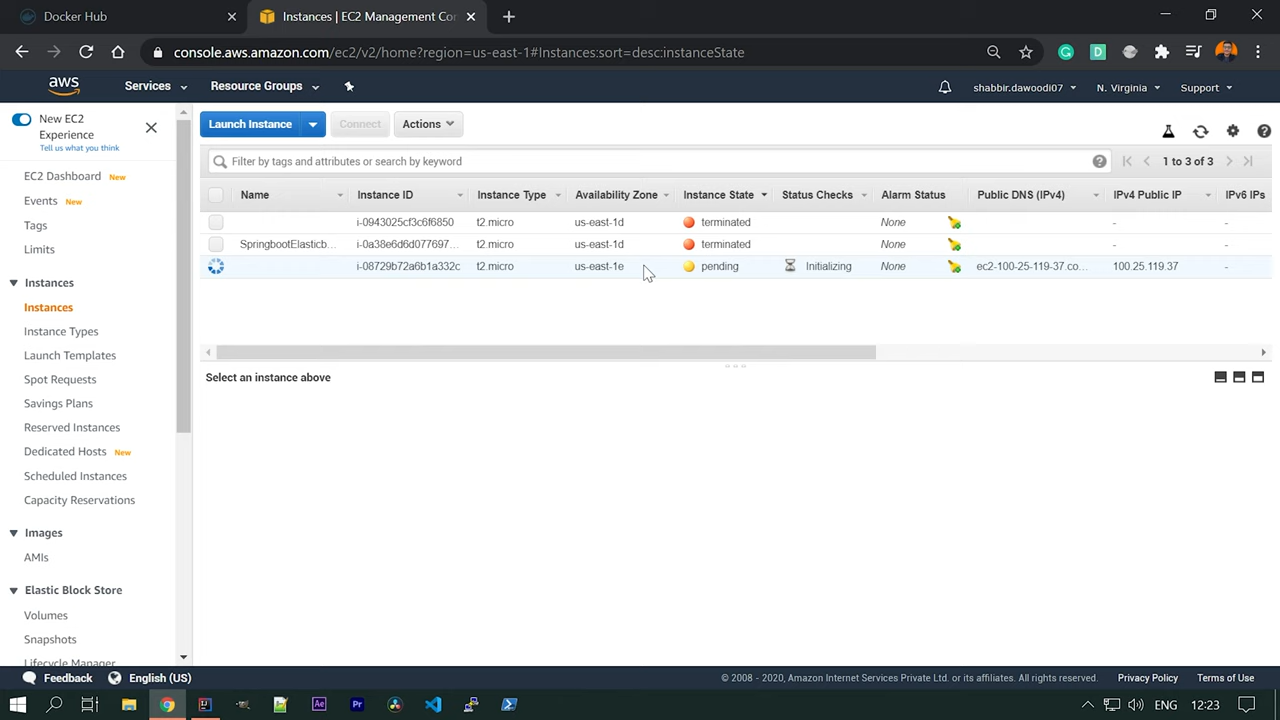 Docker Hub
Instances | EC2 Management Con
console.aws.amazon.com/ec2/v2/home?region=us-east-1#Instances:sort=desc:instanceState
aws Services Resource Groups shabbir.dawoodi07 N. Virginia Support
New EC2 Experience
Tell us what you think
EC2 Dashboard New
Events New
Tags
Limits
Instances
Instances
Instance Types
Launch Templates
Spot Requests
Savings Plans
Reserved Instances
Dedicated Hosts New
Scheduled Instances
Capacity Reservations
Images
AMIs
Elastic Block Store
Volumes
Snapshots
Lifecycle Manager
Launch Instance Connect Actions
Filter by tags and attributes or search by keyword 1 to 3 of 3
Name Instance ID Instance Type Availability Zone Instance State Status Checks Alarm Status Public DNS (IPv4) IPv4 Public IP IPv6 IPs
i-0943025cf3c6f6850 t2.micro us-east-1d terminated None - -
SpringbootElasticb... i-0a38e6d6d077697... t2.micro us-east-1d terminated None - -
i-08729b72a6b1a332c t2.micro us-east-1e pending Initializing None ec2-100-25-119-37.co... 100.25.119.37 -
Select an instance above
Feedback English (US) © 2008 - 2020, Amazon Internet Services Private Ltd. or its affiliates. All rights reserved. Privacy Policy Terms of Use
ENG 12:23